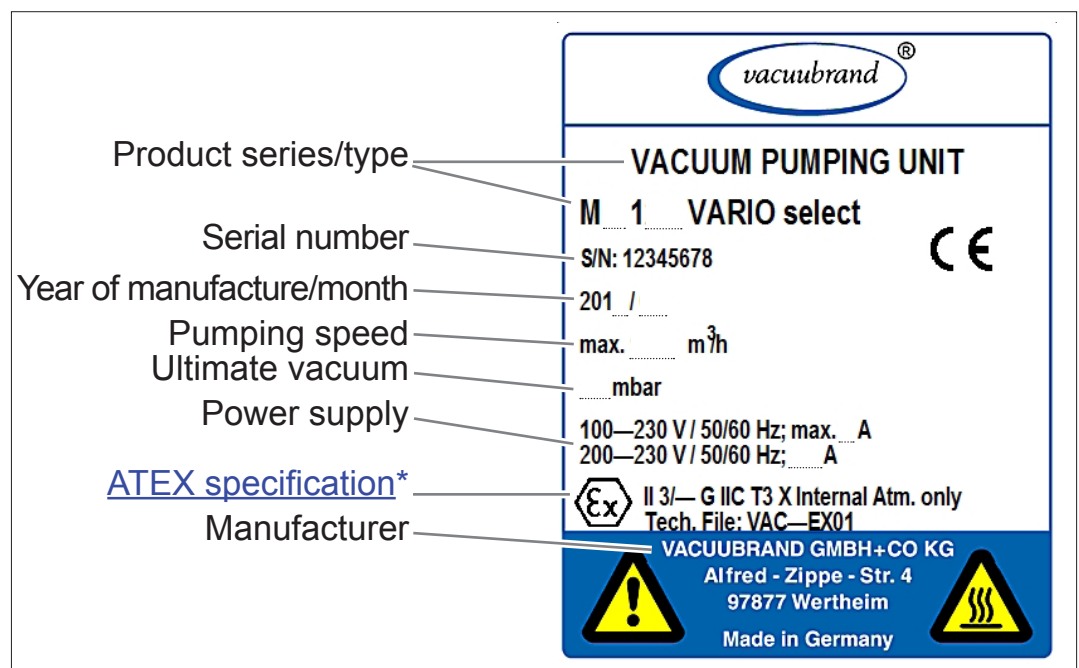 vacuubrand ®
Product series/type
VACUUM PUMPING UNIT
M 1 VARIO select
Serial number
S/N: 12345678
CE
Year of manufacture/month
201 /
Pumping speed
max. m³/h
Ultimate vacuum
mbar
Power supply
100—230 V / 50/60 Hz; max. A
200—230 V / 50/60 Hz; A
ATEX specification*
Ex II 3/— G IIC T3 X Internal Atm. only
Tech. File: VAC—EX01
Manufacturer
VACUUBRAND GMBH+CO KG
Alfred - Zippe - Str. 4
97877 Wertheim
Made in Germany